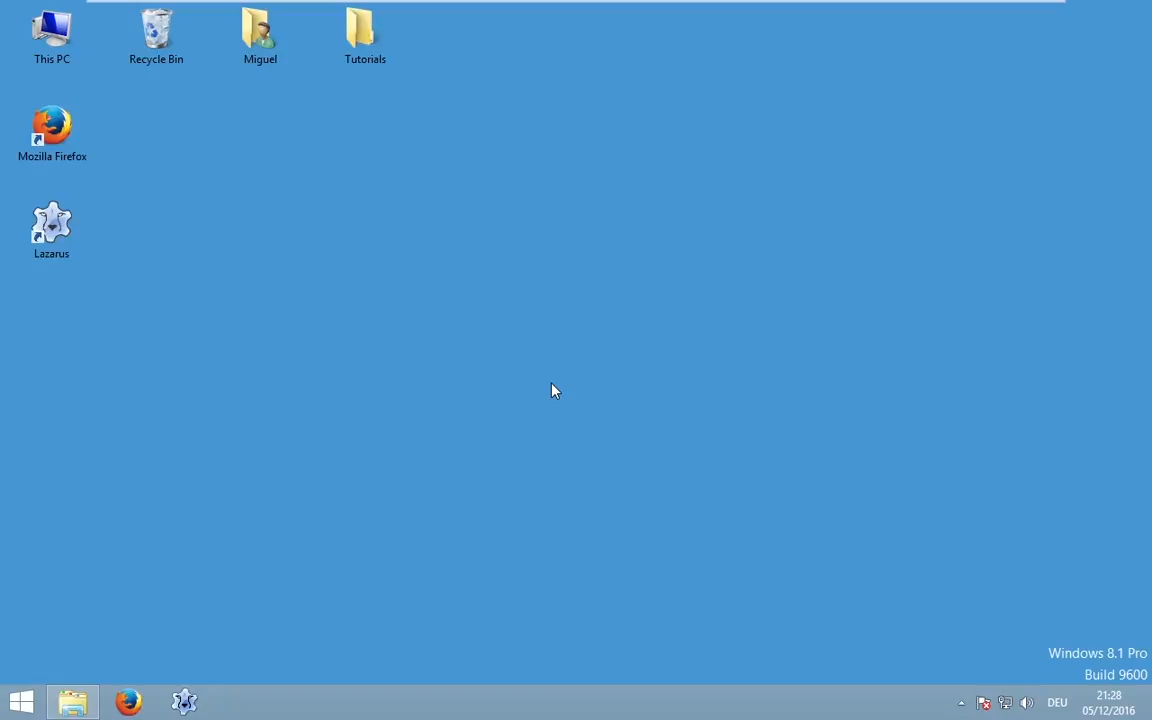 This PC
Recycle Bin
Miguel
Tutorials
Mozilla Firefox
Lazarus
Windows 8.1 Pro
Build 9600
DEU
21:28
05/12/2016